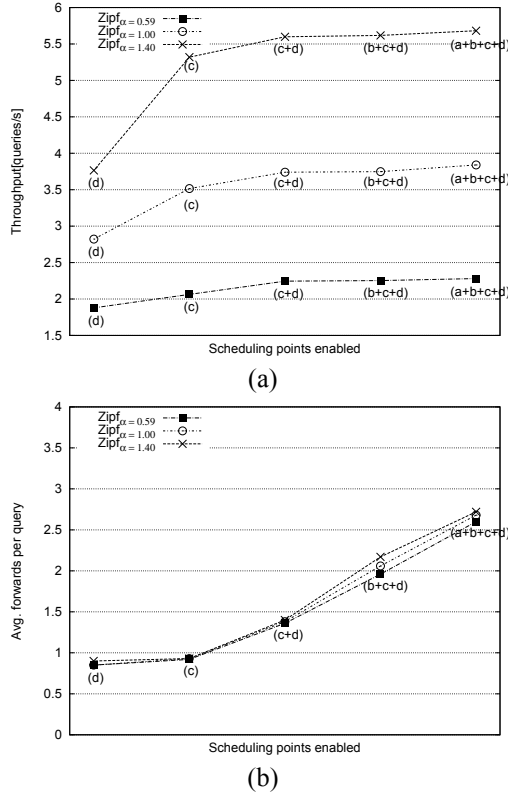 Zipfα = 0.59
Zipfα = 1.00
Zipfα = 1.40
6
5.5
5
4.5
4
3.5
3
2.5
2
1.5
Throughput[queries/s]
(d)
(c)
(c+d)
(b+c+d)
(a+b+c+d)
(d)
(c)
(c+d)
(b+c+d)
(a+b+c+d)
(d)
(c)
(c+d)
(b+c+d)
(a+b+c+d)
Scheduling points enabled
(a)
Zipfα = 0.59
Zipfα = 1.00
Zipfα = 1.40
4
3.5
3
2.5
2
1.5
1
0.5
0
Avg. forwards per query
(d)
(c)
(c+d)
(b+c+d)
(a+b+c+d)
Scheduling points enabled
(b)